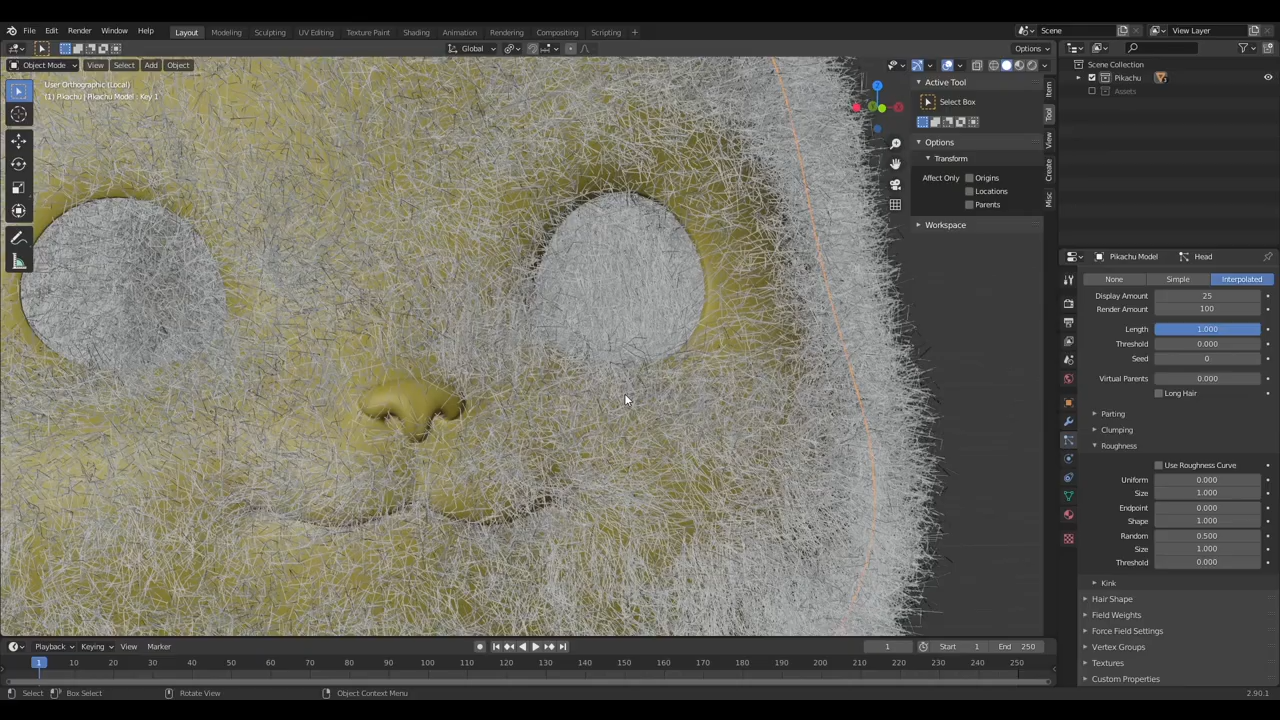 File Edit Render Window Help Layout Modeling Sculpting UV Editing Texture Paint Shading Animation Rendering Compositing Scripting + Scene View Layer
Global Options
Object Mode View Select Add Object
User Orthographic (Local)
(1) Pikachu | Pikachu Model : Key 1
Active Tool
Select Box
Options
Transform
Affect Only Origins
Locations
Parents
Workspace
Item
Tool
View
Create
Misc
Scene Collection
Pikachu
Assets
Pikachu Model Head
None Simple Interpolated
Display Amount 25
Render Amount 100
Length 1.000
Threshold 0.000
Seed 0
Virtual Parents 0.000
Long Hair
Parting
Clumping
Roughness
Use Roughness Curve
Uniform 0.000
Size 1.000
Endpoint 0.000
Shape 1.000
Random 0.500
Size 1.000
Threshold 0.000
Kink
Hair Shape
Field Weights
Force Field Settings
Vertex Groups
Textures
Custom Properties
Playback Keying View Marker 1 Start 1 End 250
1 10 20 30 40 50 60 70 80 90 100 110 120 130 140 150 160 170 180 190 200 210 220 230 240 250
Select Box Select Rotate View Object Context Menu 2.90.1